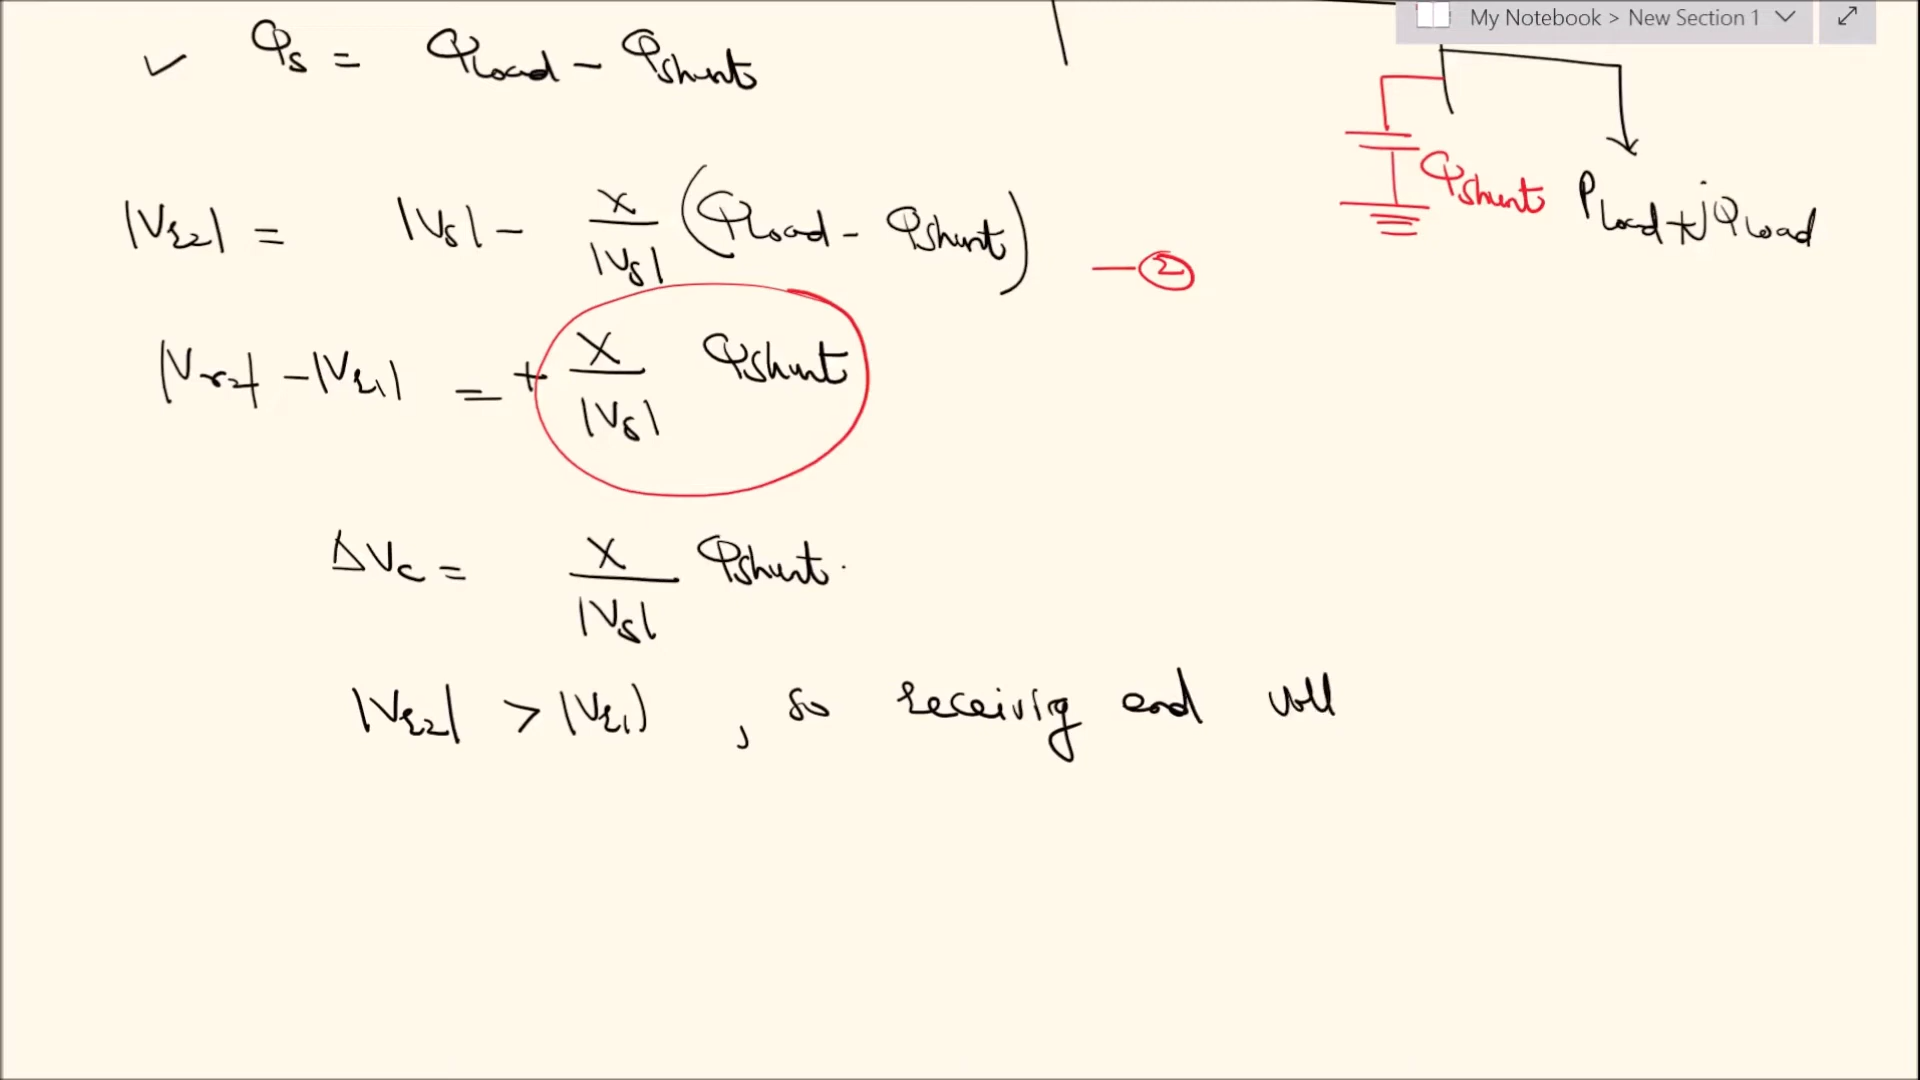 My Notebook > New Section 1
✓ Qs = Qload - Qshunt
Qshunt Pload + jQload
|Vr2| = |Vs| - X/|Vs| (Qload - Qshunt) — ②
|Vr2| - |Vr1| = + X/|Vs| Qshunt
ΔVc = X/|Vs| Qshunt.
|Vr2| > |Vr1| , so receiving end